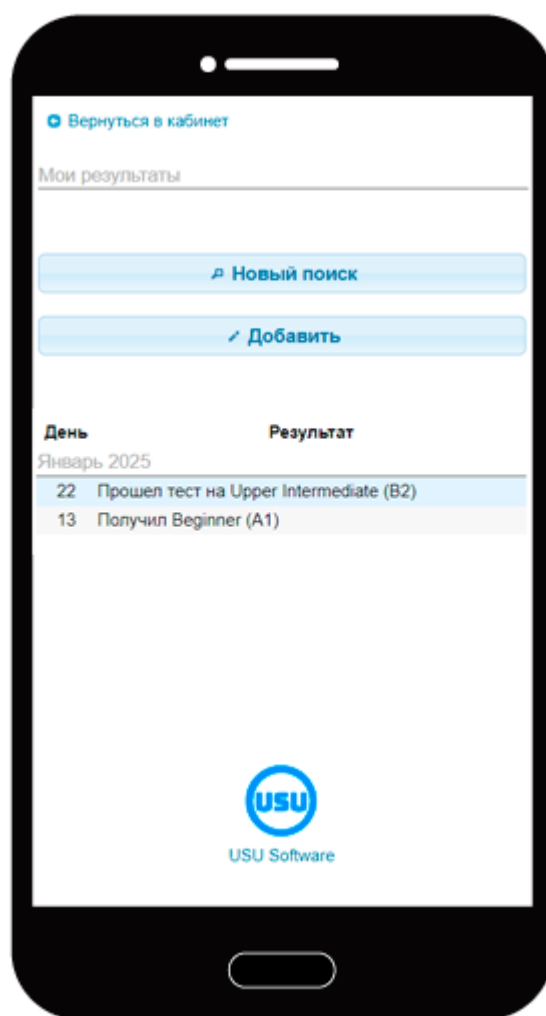 Вернуться в кабинет
Мои результаты
Новый поиск
Добавить
День Результат
Январь 2025
22 Прошел тест на Upper Intermediate (B2)
13 Получил Beginner (A1)
USU
USU Software